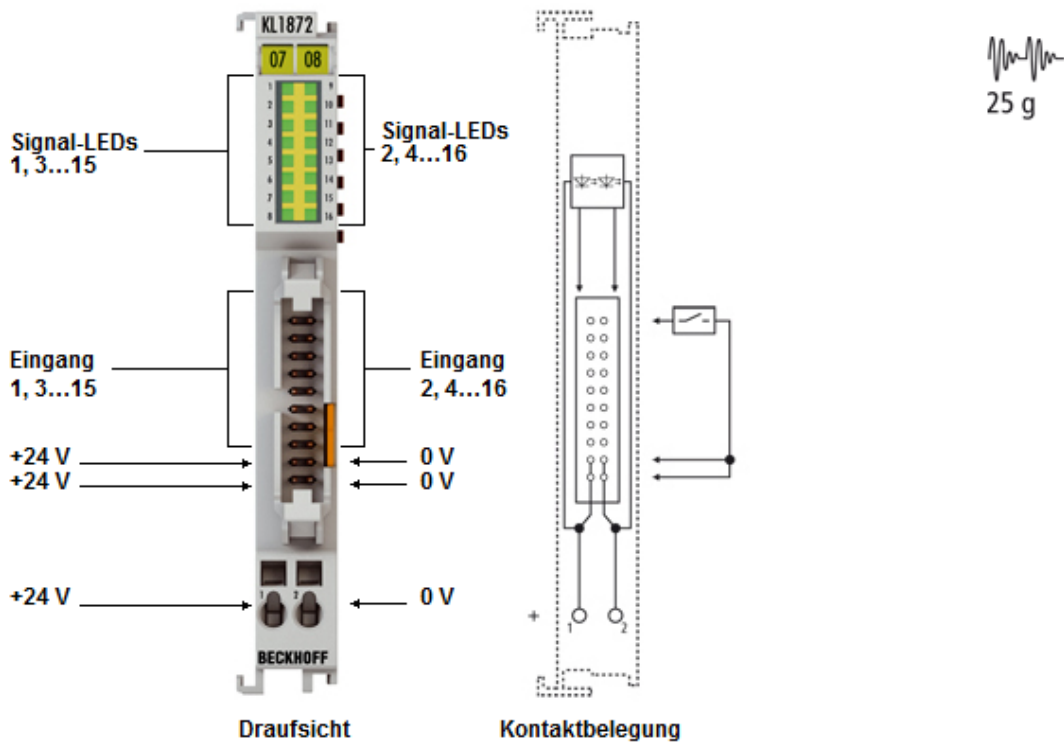 KL1872
07 08
1 9
2 10
3 11
4 12
5 13
6 14
7 15
8 16
Signal-LEDs
1, 3...15
Signal-LEDs
2, 4...16
25 g
Eingang
1, 3...15
Eingang
2, 4...16
+24 V
0 V
+24 V
0 V
+24 V
0 V
1 2
+
1 2
BECKHOFF
Draufsicht
Kontaktbelegung